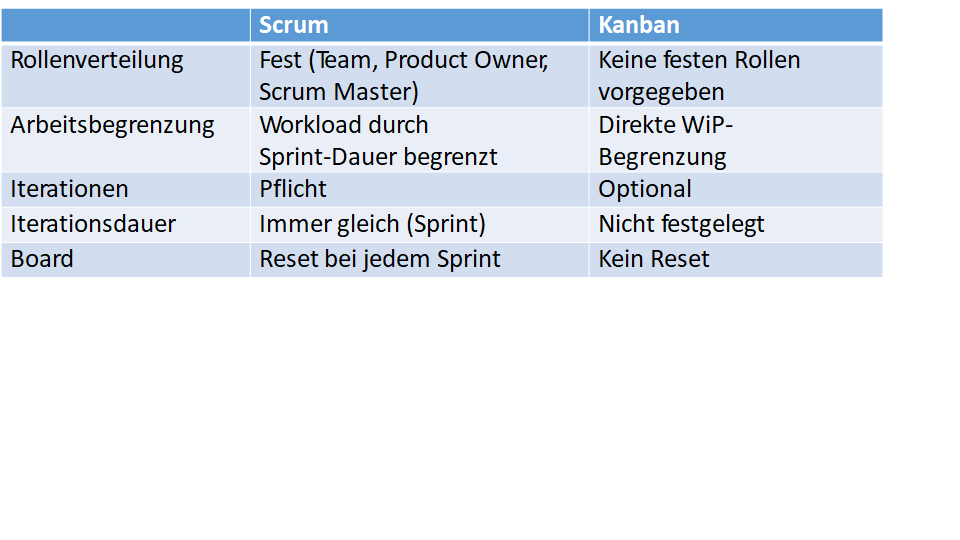 Scrum Kanban
Rollenverteilung Fest (Team, Product Owner, Keine festen Rollen
Scrum Master) vorgegeben
Arbeitsbegrenzung Workload durch Direkte WiP-
Sprint-Dauer begrenzt Begrenzung
Iterationen Pflicht Optional
Iterationsdauer Immer gleich (Sprint) Nicht festgelegt
Board Reset bei jedem Sprint Kein Reset